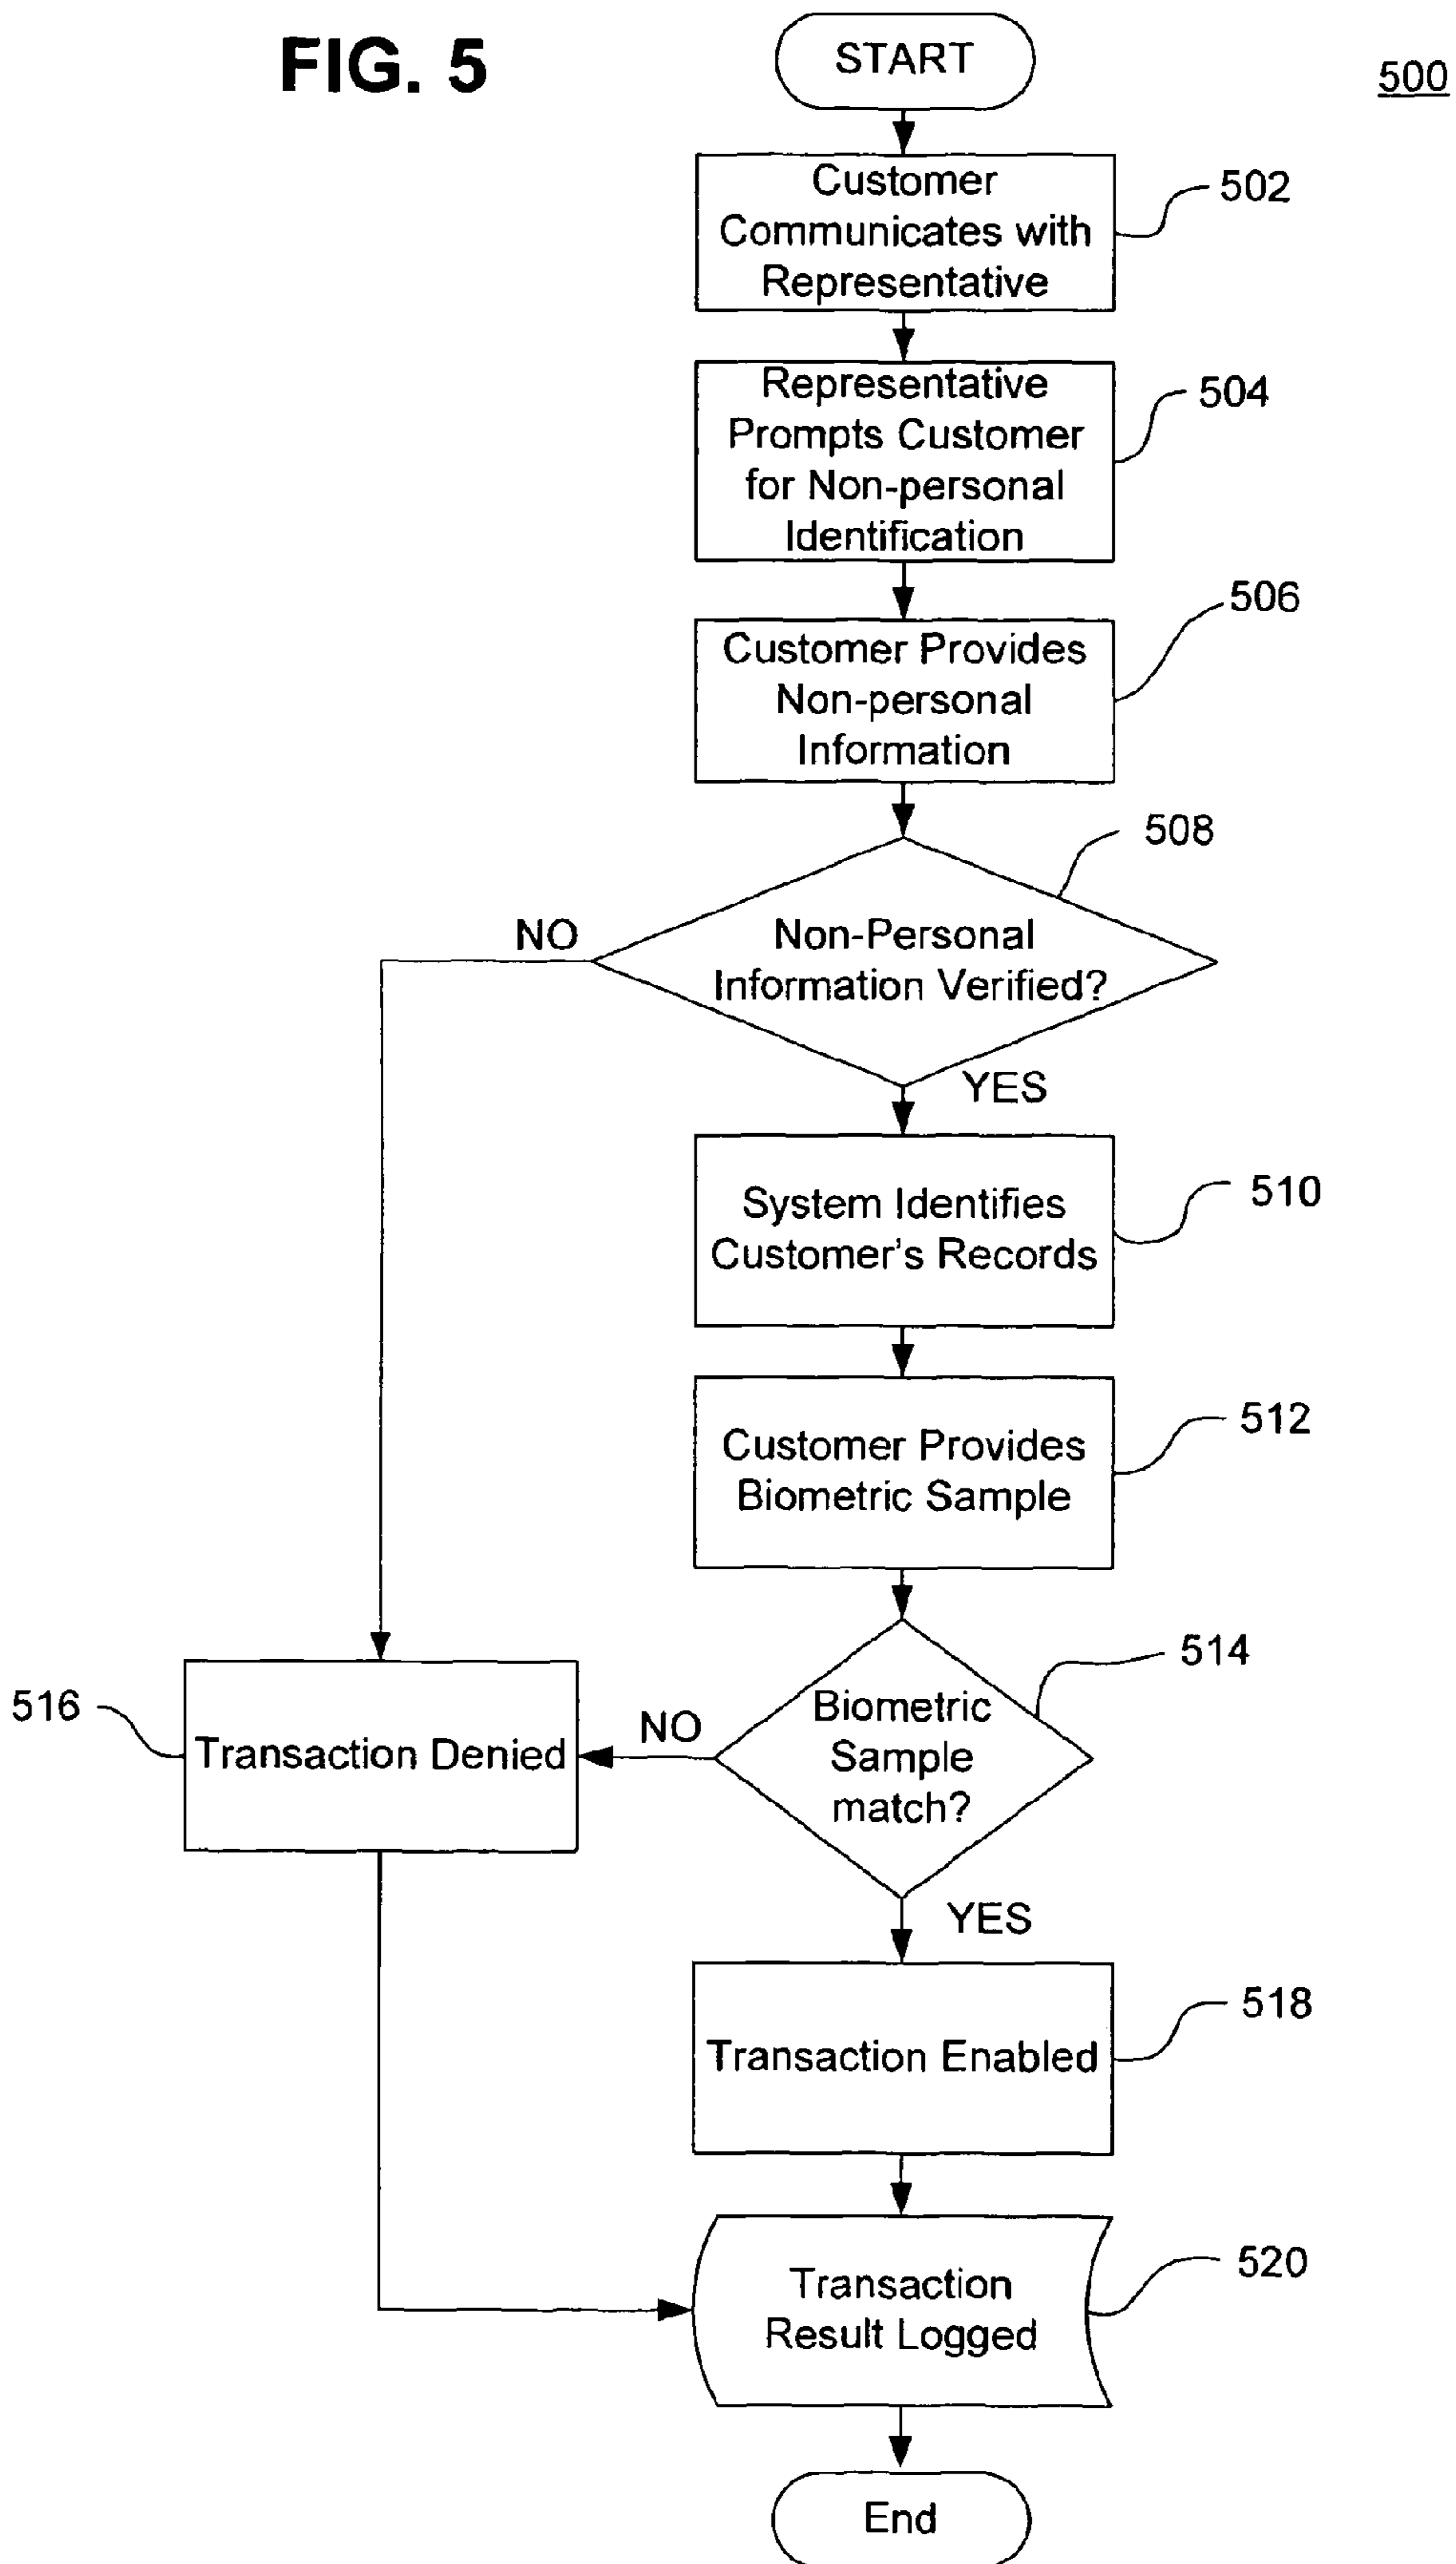 FIG. 5
START
500
Customer
Communicates with
Representative
502
Representative
Prompts Customer
for Non-personal
Identification
504
Customer Provides
Non-personal
Information
506
508
Non-Personal
Information Verified?
NO
YES
System Identifies
Customer's Records
510
Customer Provides
Biometric Sample
512
514
Biometric
Sample
match?
NO
516
Transaction Denied
YES
Transaction Enabled
518
Transaction
Result Logged
520
End